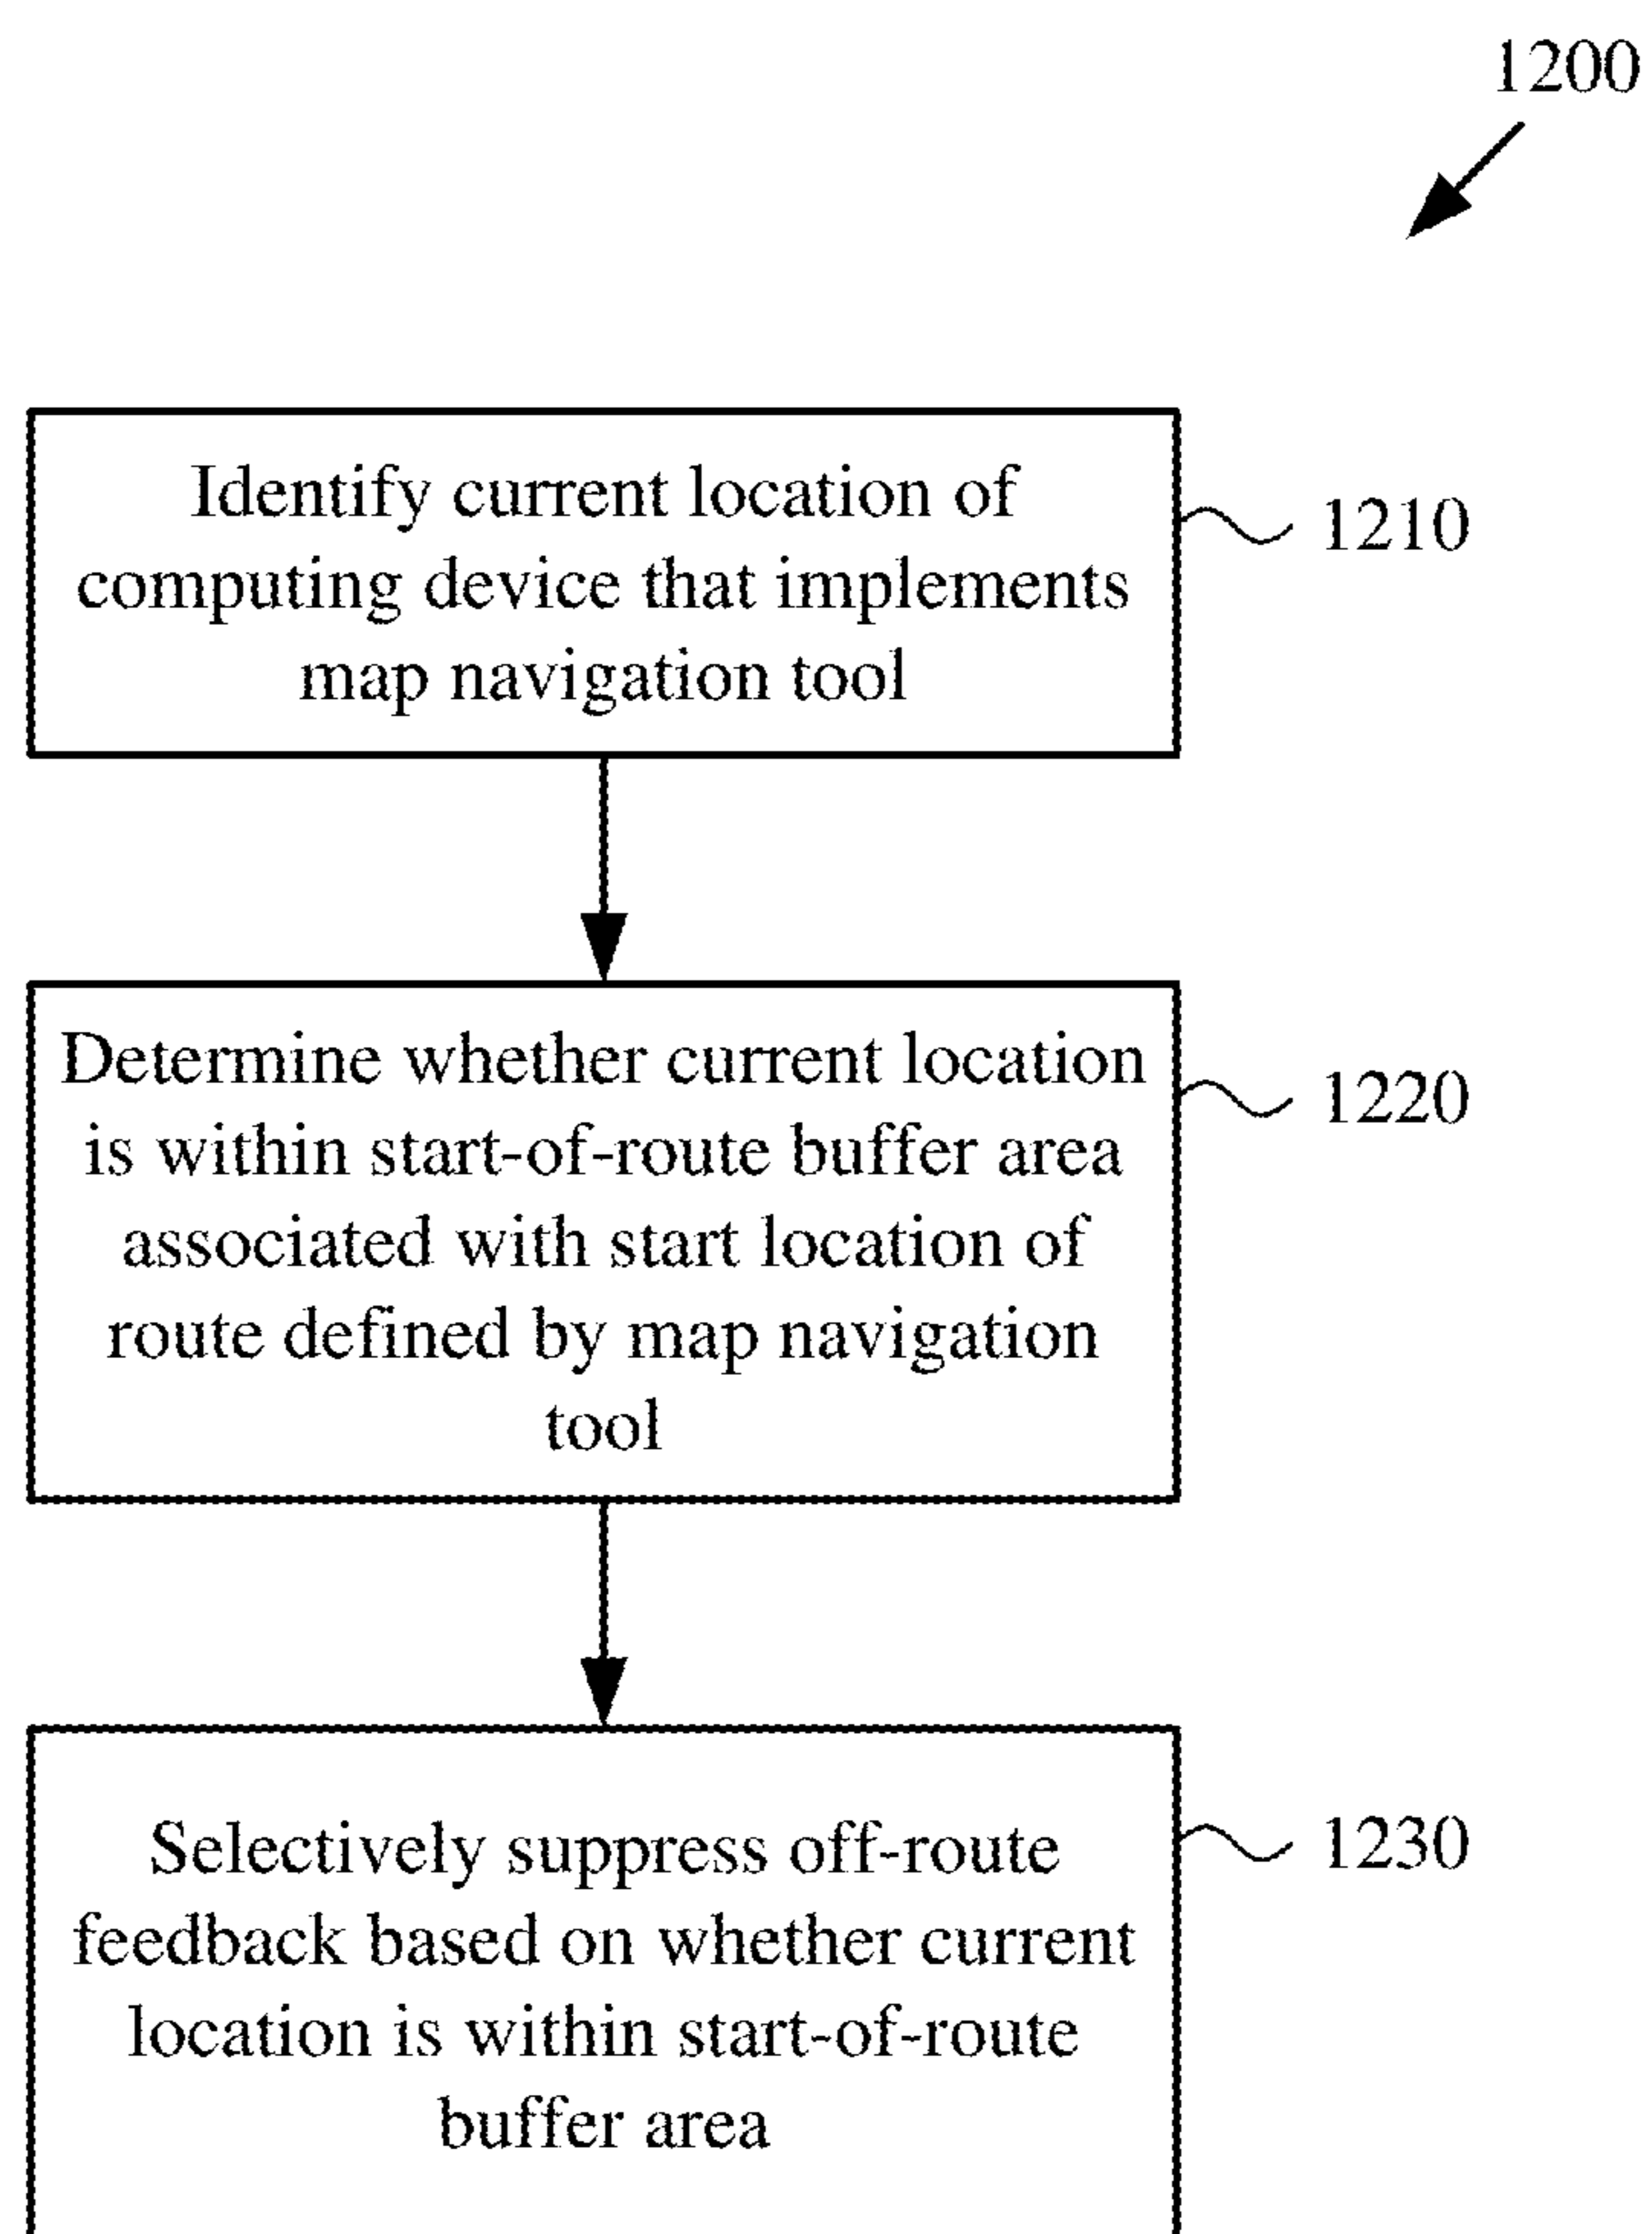 1200
Identify current location of
computing device that implements
map navigation tool
1210
Determine whether current location
is within start-of-route buffer area
associated with start location of
route defined by map navigation
tool
1220
Selectively suppress off-route
feedback based on whether current
location is within start-of-route
buffer area
1230